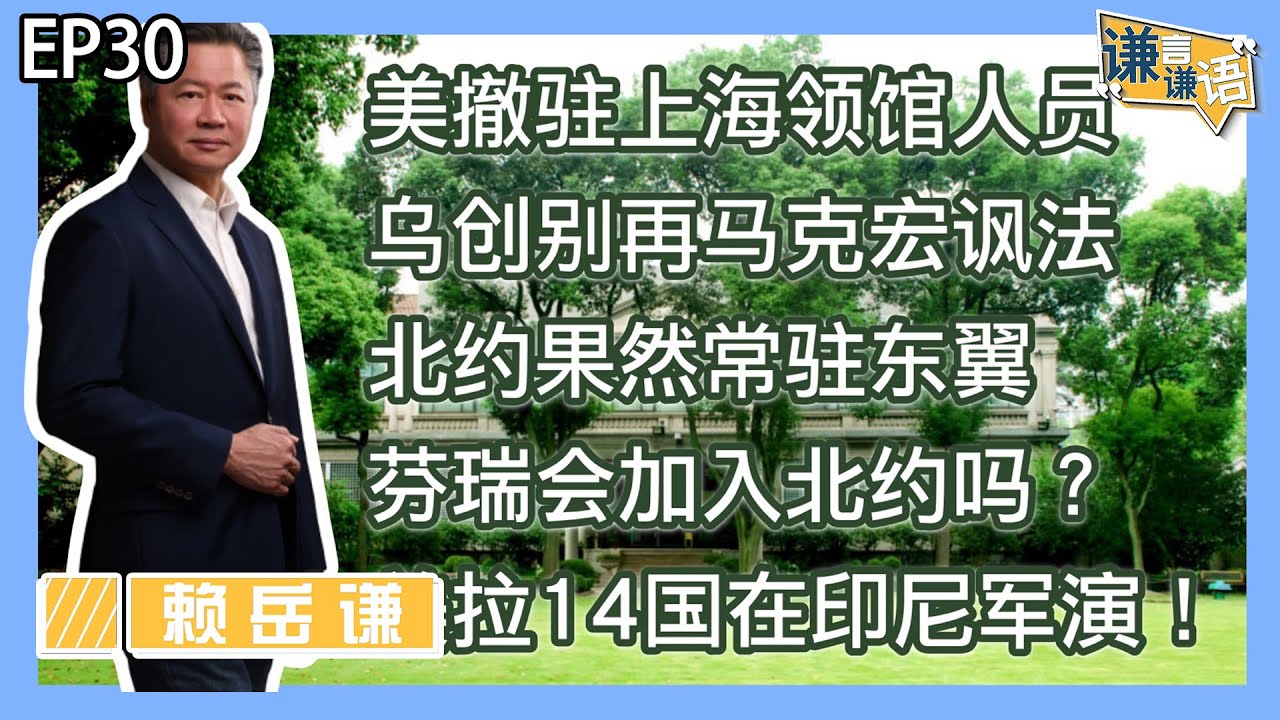 EP30
谦言谦语
美撤驻上海领馆人员
乌创别再马克宏讽法
北约果然常驻东翼
芬瑞会加入北约吗？
拉14国在印尼军演！
赖岳谦